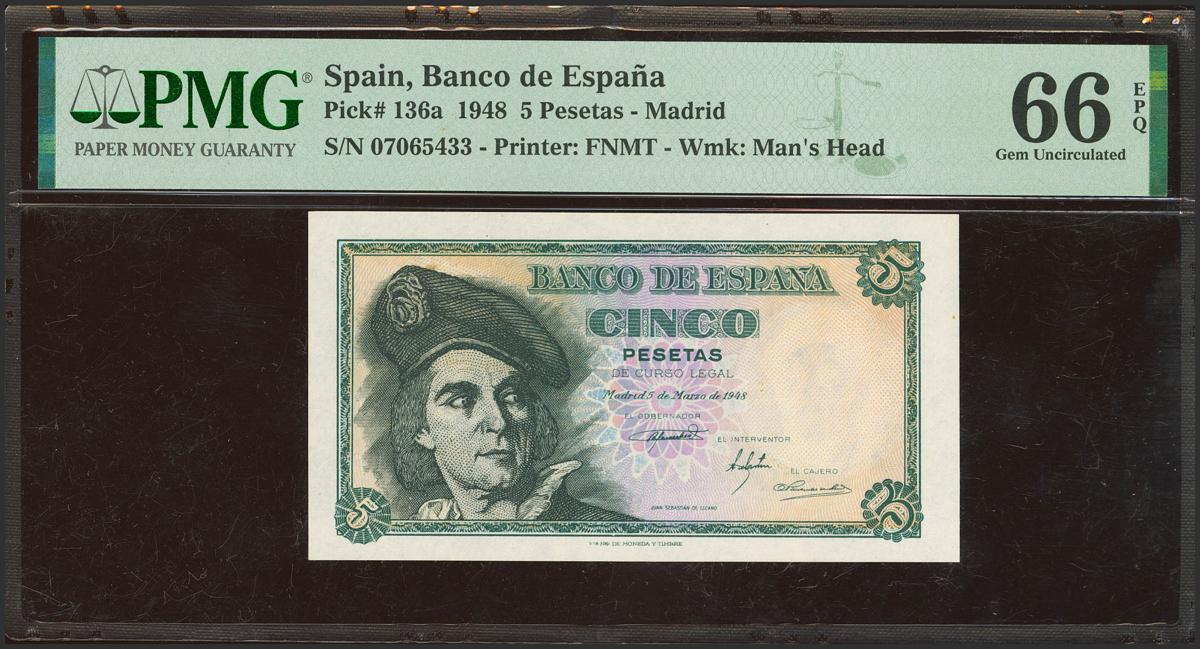 PMG®
PAPER MONEY GUARANTY
Spain, Banco de España
Pick# 136a 1948 5 Pesetas - Madrid
S/N 07065433 - Printer: FNMT - Wmk: Man's Head
66
EPQ
Gem Uncirculated
BANCO DE ESPAÑA
5
CINCO
PESETAS
DE CURSO LEGAL
Madrid 5 de Marzo de 1948
EL GOBERNADOR
EL INTERVENTOR
EL CAJERO
JUAN SEBASTIAN DE ELCANO
5
5
DE MONEDA Y TIMBRE